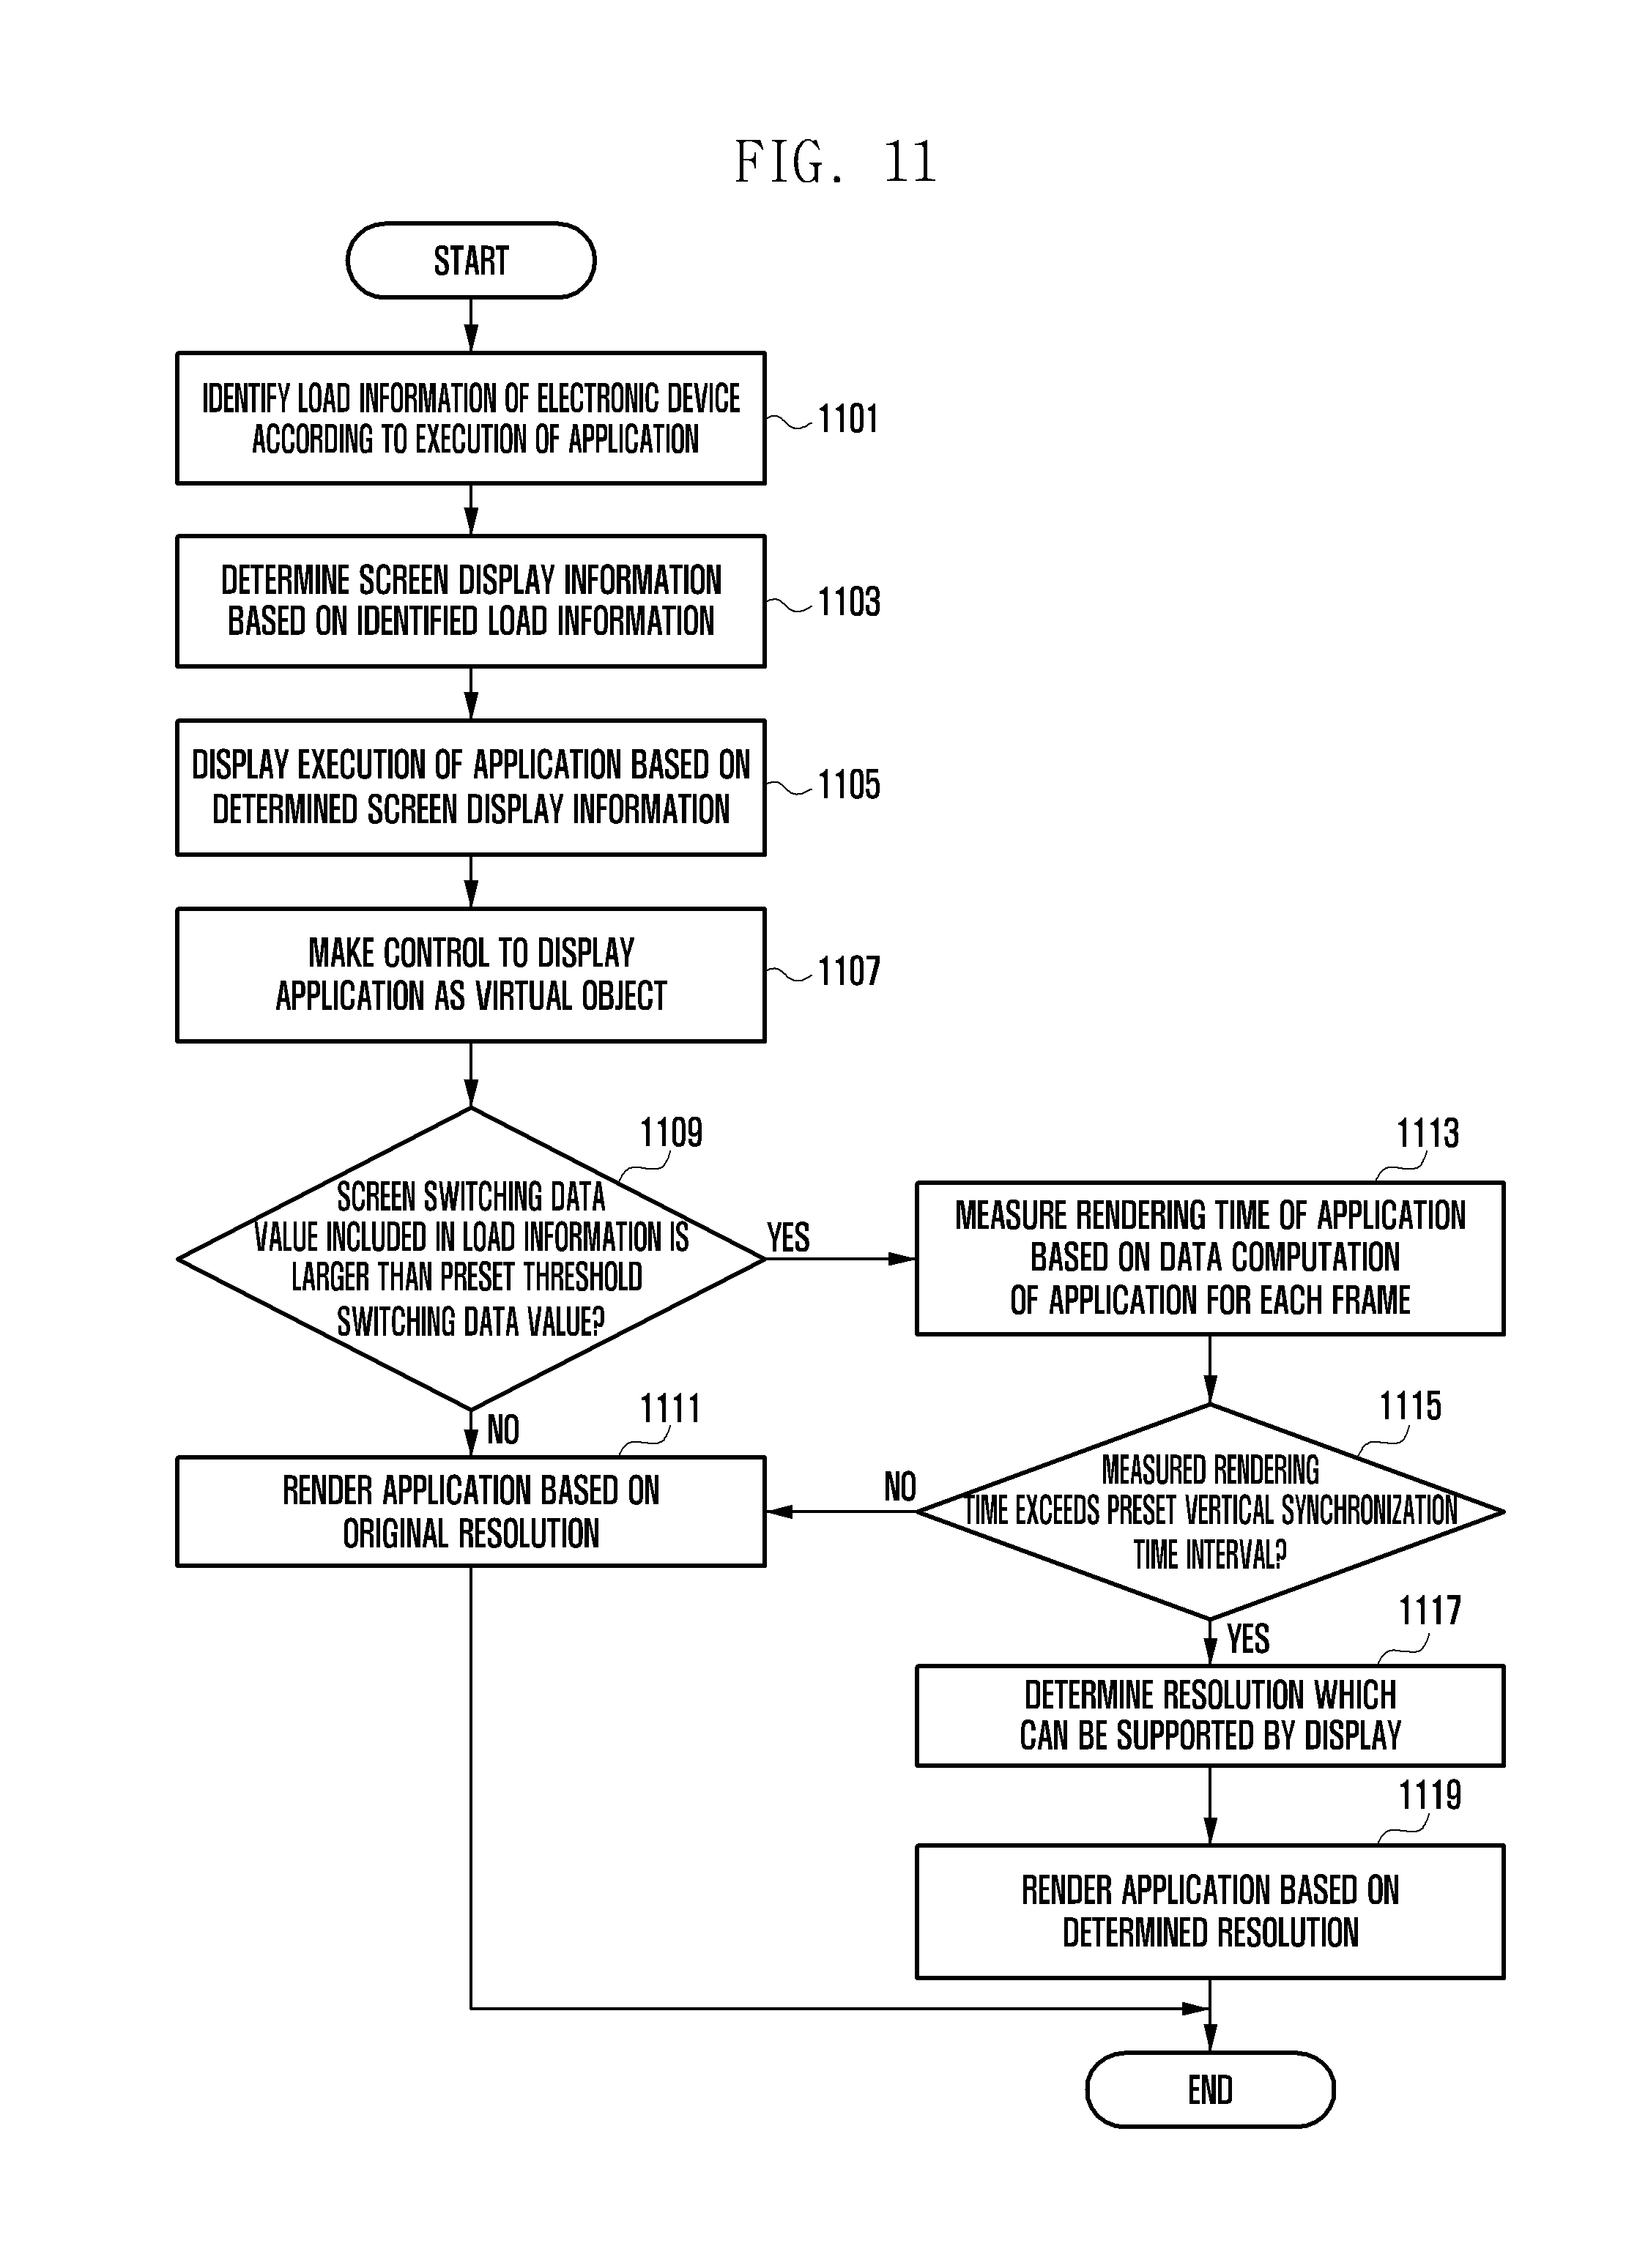 FIG. 11
START
IDENTIFY LOAD INFORMATION OF ELECTRONIC DEVICE
ACCORDING TO EXECUTION OF APPLICATION
1101
DETERMINE SCREEN DISPLAY INFORMATION
BASED ON IDENTIFIED LOAD INFORMATION
1103
DISPLAY EXECUTION OF APPLICATION BASED ON
DETERMINED SCREEN DISPLAY INFORMATION
1105
MAKE CONTROL TO DISPLAY
APPLICATION AS VIRTUAL OBJECT
1107
1109
SCREEN SWITCHING DATA
VALUE INCLUDED IN LOAD INFORMATION IS
LARGER THAN PRESET THRESHOLD
SWITCHING DATA VALUE?
YES
NO
1111
RENDER APPLICATION BASED ON
ORIGINAL RESOLUTION
1113
MEASURE RENDERING TIME OF APPLICATION
BASED ON DATA COMPUTATION
OF APPLICATION FOR EACH FRAME
1115
MEASURED RENDERING
TIME EXCEEDS PRESET VERTICAL SYNCHRONIZATION
TIME INTERVAL?
NO
YES
1117
DETERMINE RESOLUTION WHICH
CAN BE SUPPORTED BY DISPLAY
1119
RENDER APPLICATION BASED ON
DETERMINED RESOLUTION
END